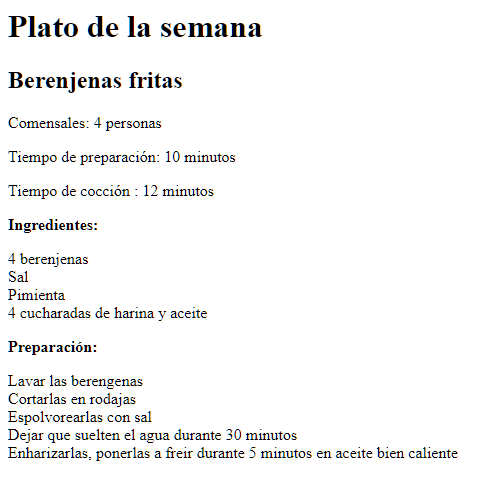 Plato de la semana
Berenjenas fritas
Comensales: 4 personas
Tiempo de preparación: 10 minutos
Tiempo de cocción : 12 minutos
Ingredientes:
4 berenjenas
Sal
Pimienta
4 cucharadas de harina y aceite
Preparación:
Lavar las berengenas
Cortarlas en rodajas
Espolvorearlas con sal
Dejar que suelten el agua durante 30 minutos
Enharizarlas, ponerlas a freir durante 5 minutos en aceite bien caliente